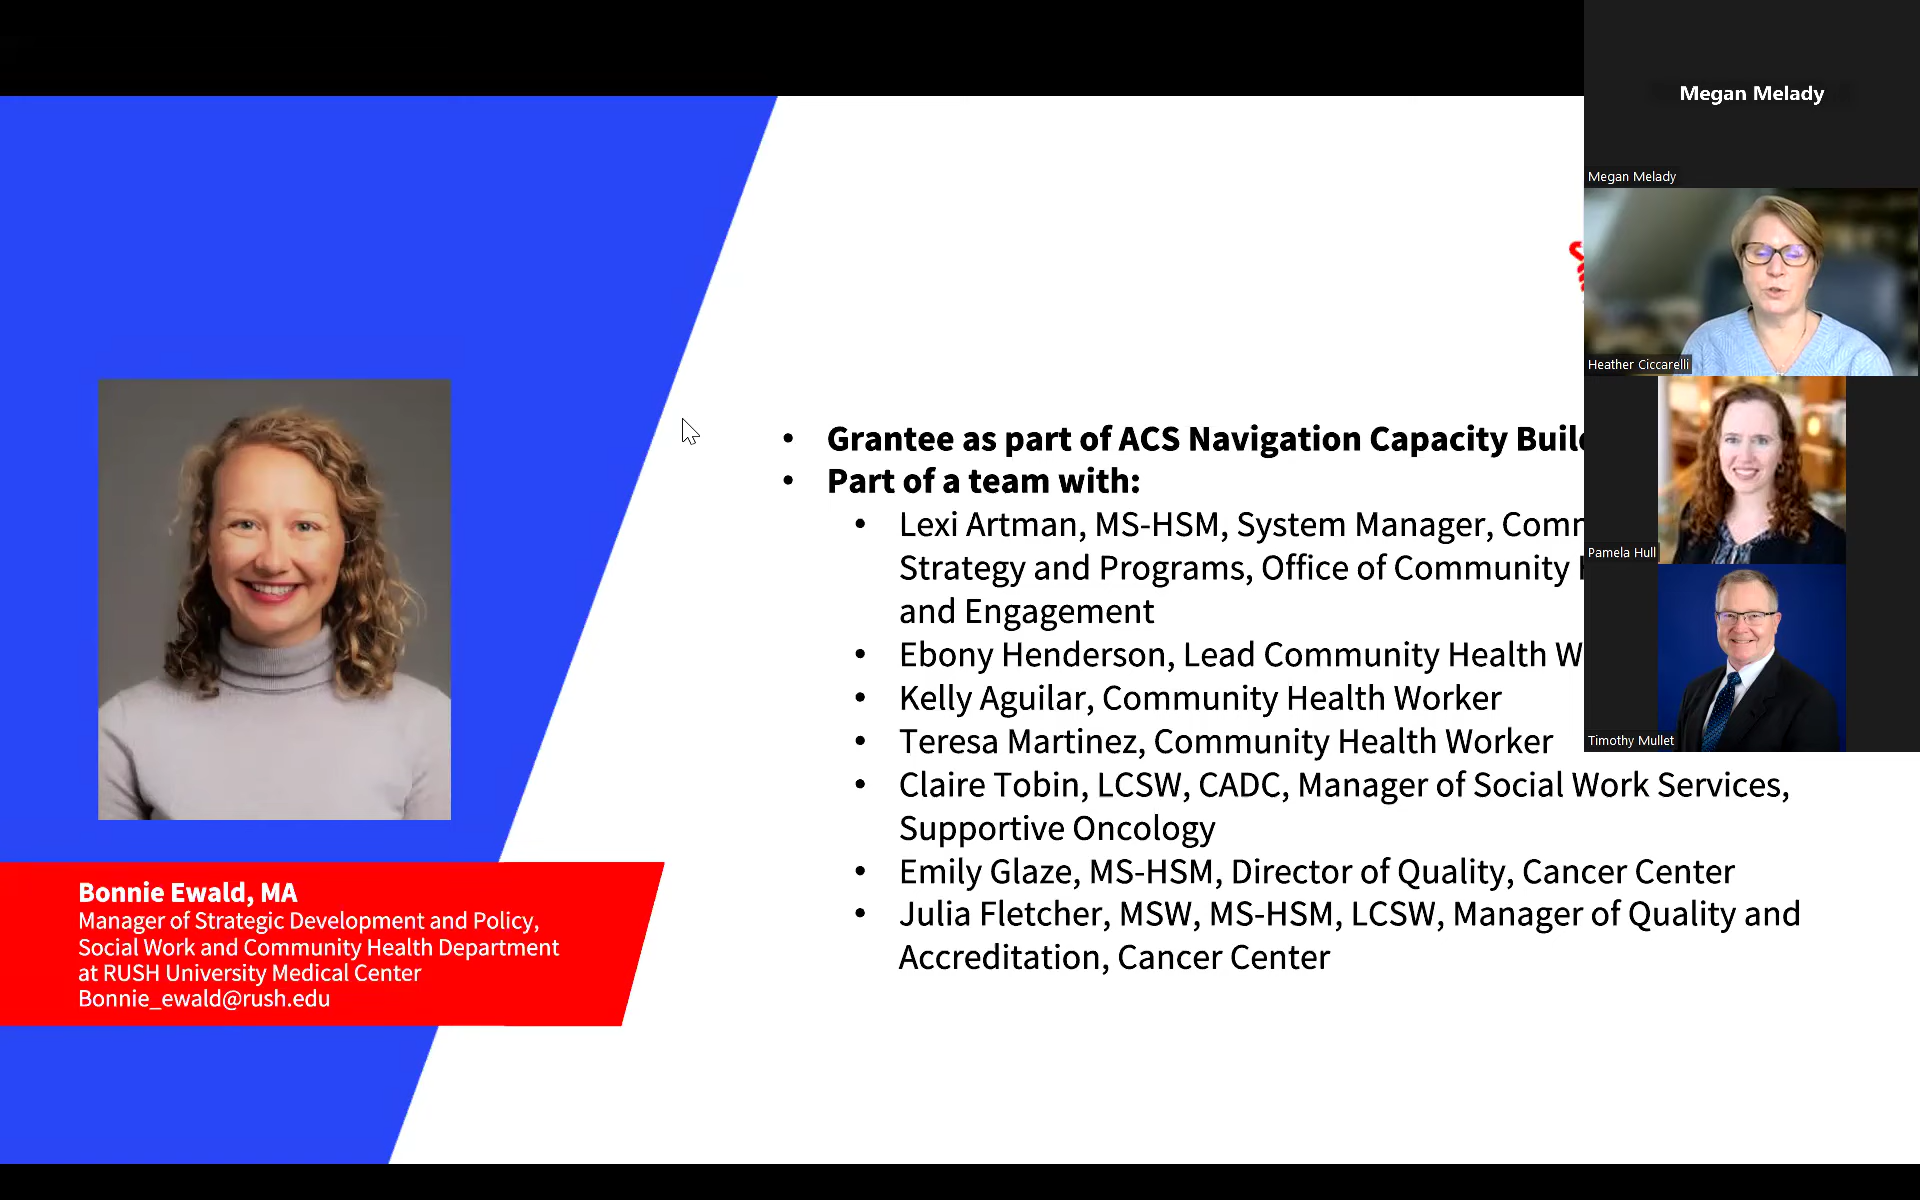 Bonnie Ewald, MA
Manager of Strategic Development and Policy,
Social Work and Community Health Department
at RUSH University Medical Center
Bonnie_ewald@rush.edu
• Grantee as part of ACS Navigation Capacity
• Part of a team with:
• Lexi Artman, MS-HSM, System Manager,
Strategy and Programs, Office of Community
and Engagement
• Ebony Henderson, Lead Community Health
• Kelly Aguilar, Community Health Worker
• Teresa Martinez, Community Health Worker
• Claire Tobin, LCSW, CADC, Manager of Social Work Services,
Supportive Oncology
• Emily Glaze, MS-HSM, Director of Quality, Cancer Center
• Julia Fletcher, MSW, MS-HSM, LCSW, Manager of Quality and
Accreditation, Cancer Center
Megan Melady
Megan Melady
Heather Ciccarelli
Pamela Hull
Timothy Mullet